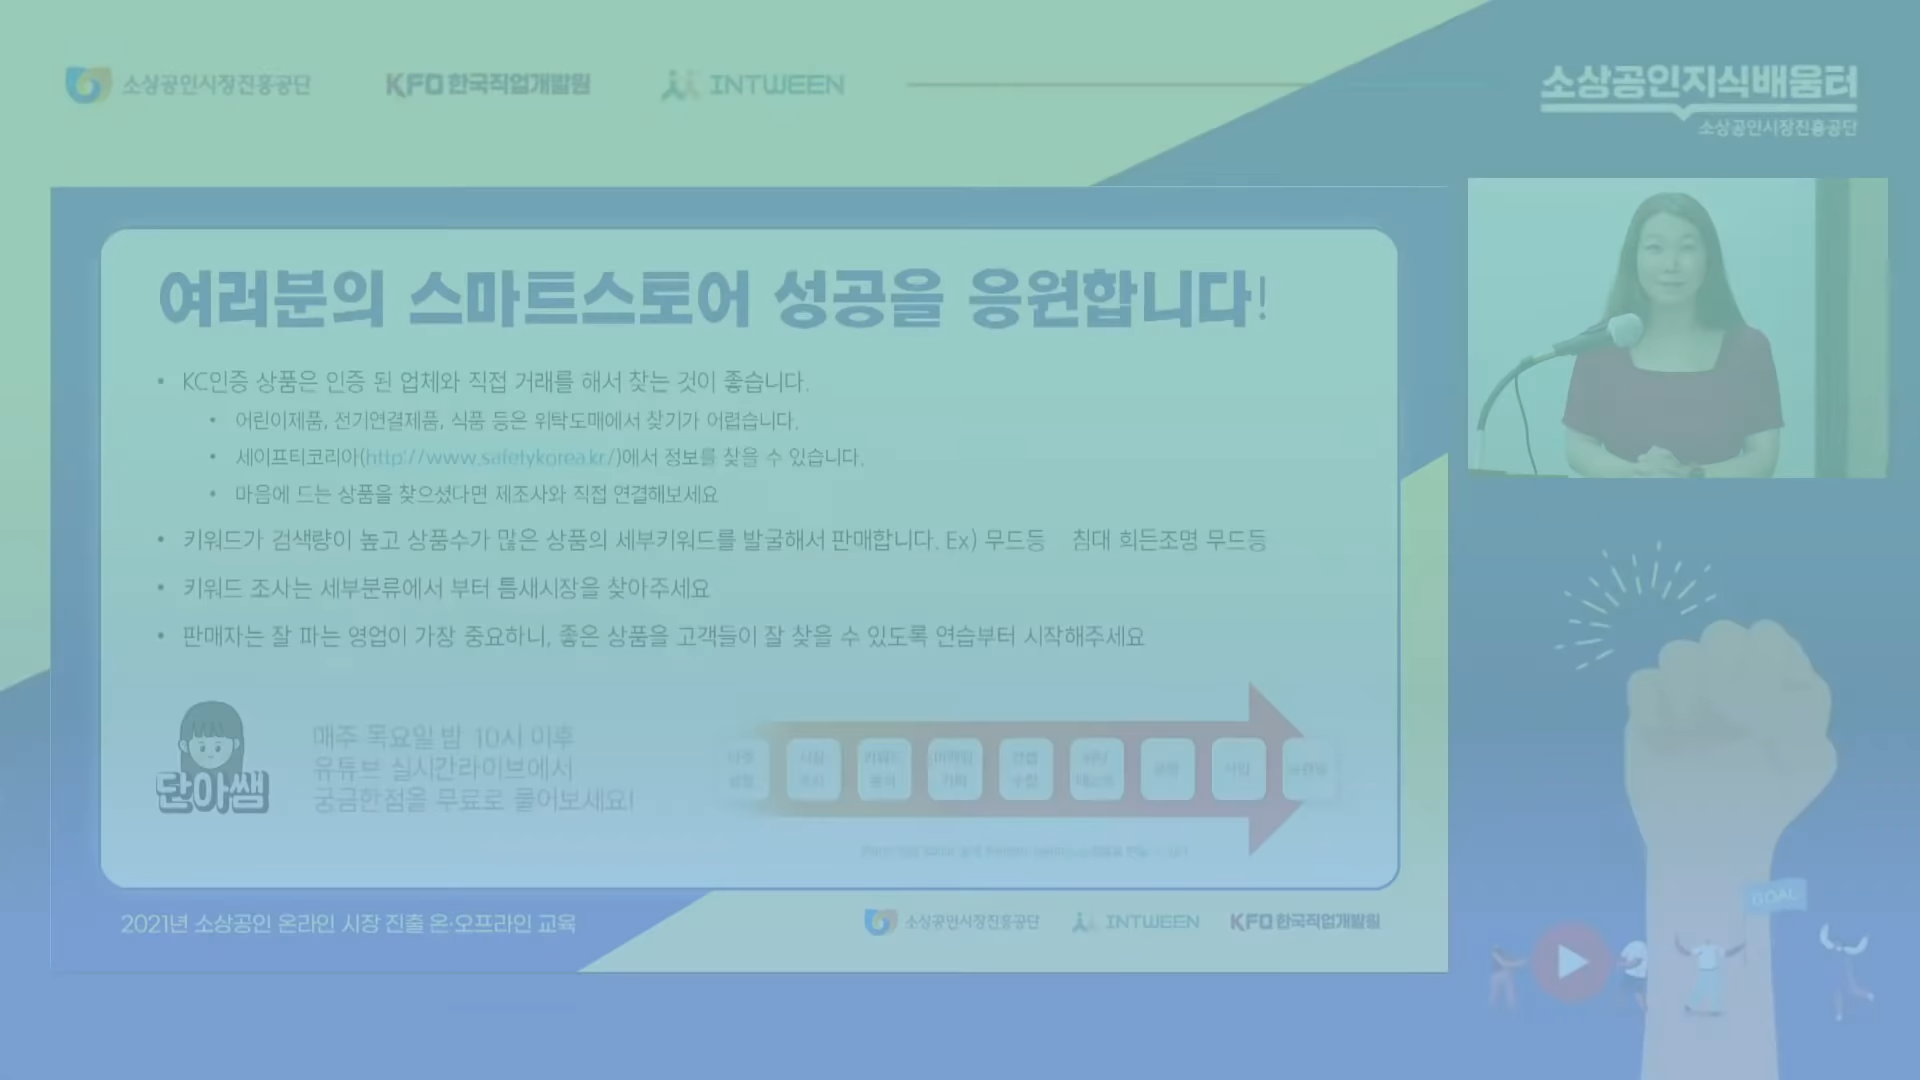 소상공인시장진흥공단
KFO 한국직업개발원
INTWEEN
소상공인지식배움터
소상공인시장진흥공단
여러분의 스마트스토어 성공을 응원합니다!
• KC인증 상품은 인증 된 업체와 직접 거래를 해서 찾는 것이 좋습니다.
• 어린이제품, 전기연결제품, 식품 등은 위탁도매에서 찾기가 어렵습니다.
• 세이프티코리아(http://www.safetykorea.kr/)에서 정보를 찾을 수 있습니다.
• 마음에 드는 상품을 찾으셨다면 제조사와 직접 연결해보세요
• 키워드가 검색량이 높고 상품수가 많은 상품의 세부키워드를 발굴해서 판매합니다. Ex) 무드등 침대 히든조명 무드등
• 키워드 조사는 세부분류에서 부터 틈새시장을 찾아주세요
• 판매자는 잘 파는 영업이 가장 중요하니, 좋은 상품을 고객들이 잘 찾을 수 있도록 연습부터 시작해주세요
단아쌤
매주 목요일 밤 10시 이후
유튜브 실시간라이브에서
궁금한점을 무료로 물어보세요!
GOAL
2021년 소상공인 온라인 시장 진출 온·오프라인 교육
소상공인시장진흥공단
INTWEEN
KFO 한국직업개발원